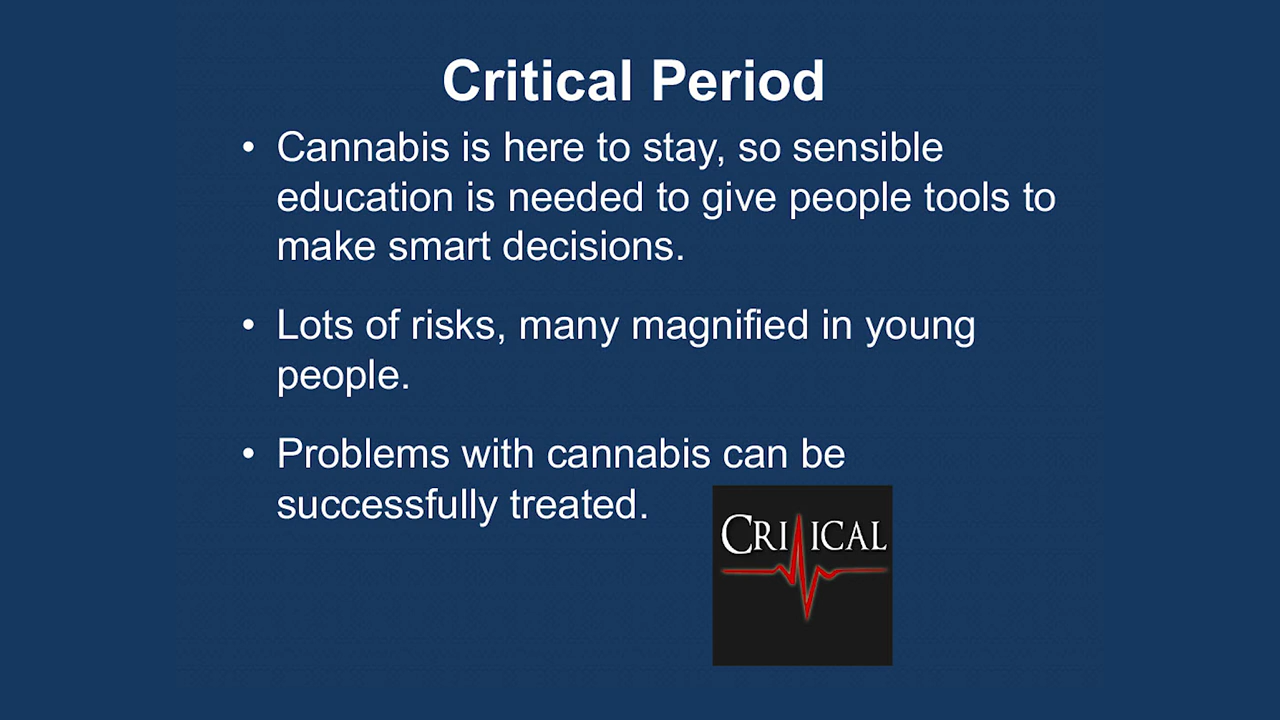 Critical Period
• Cannabis is here to stay, so sensible
education is needed to give people tools to
make smart decisions.
• Lots of risks, many magnified in young
people.
• Problems with cannabis can be
successfully treated.
CRITICAL